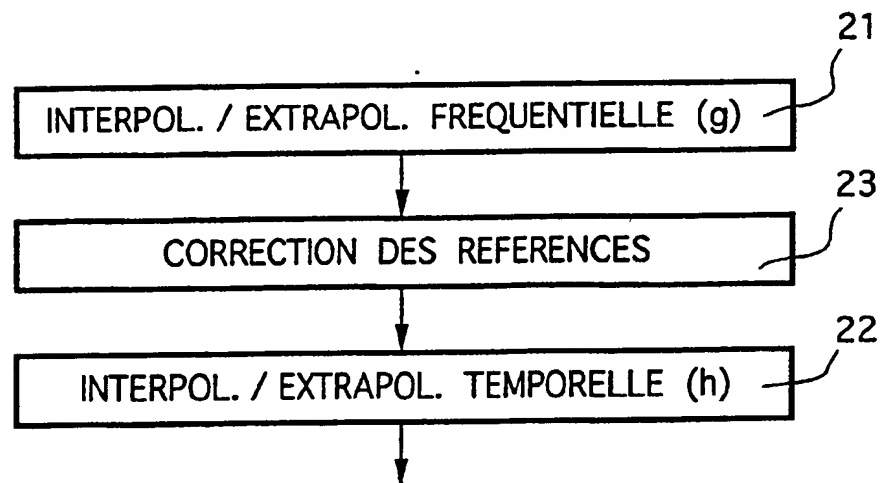 21
INTERPOL. / EXTRAPOL. FREQUENTIELLE (g)
23
CORRECTION DES REFERENCES
22
INTERPOL. / EXTRAPOL. TEMPORELLE (h)